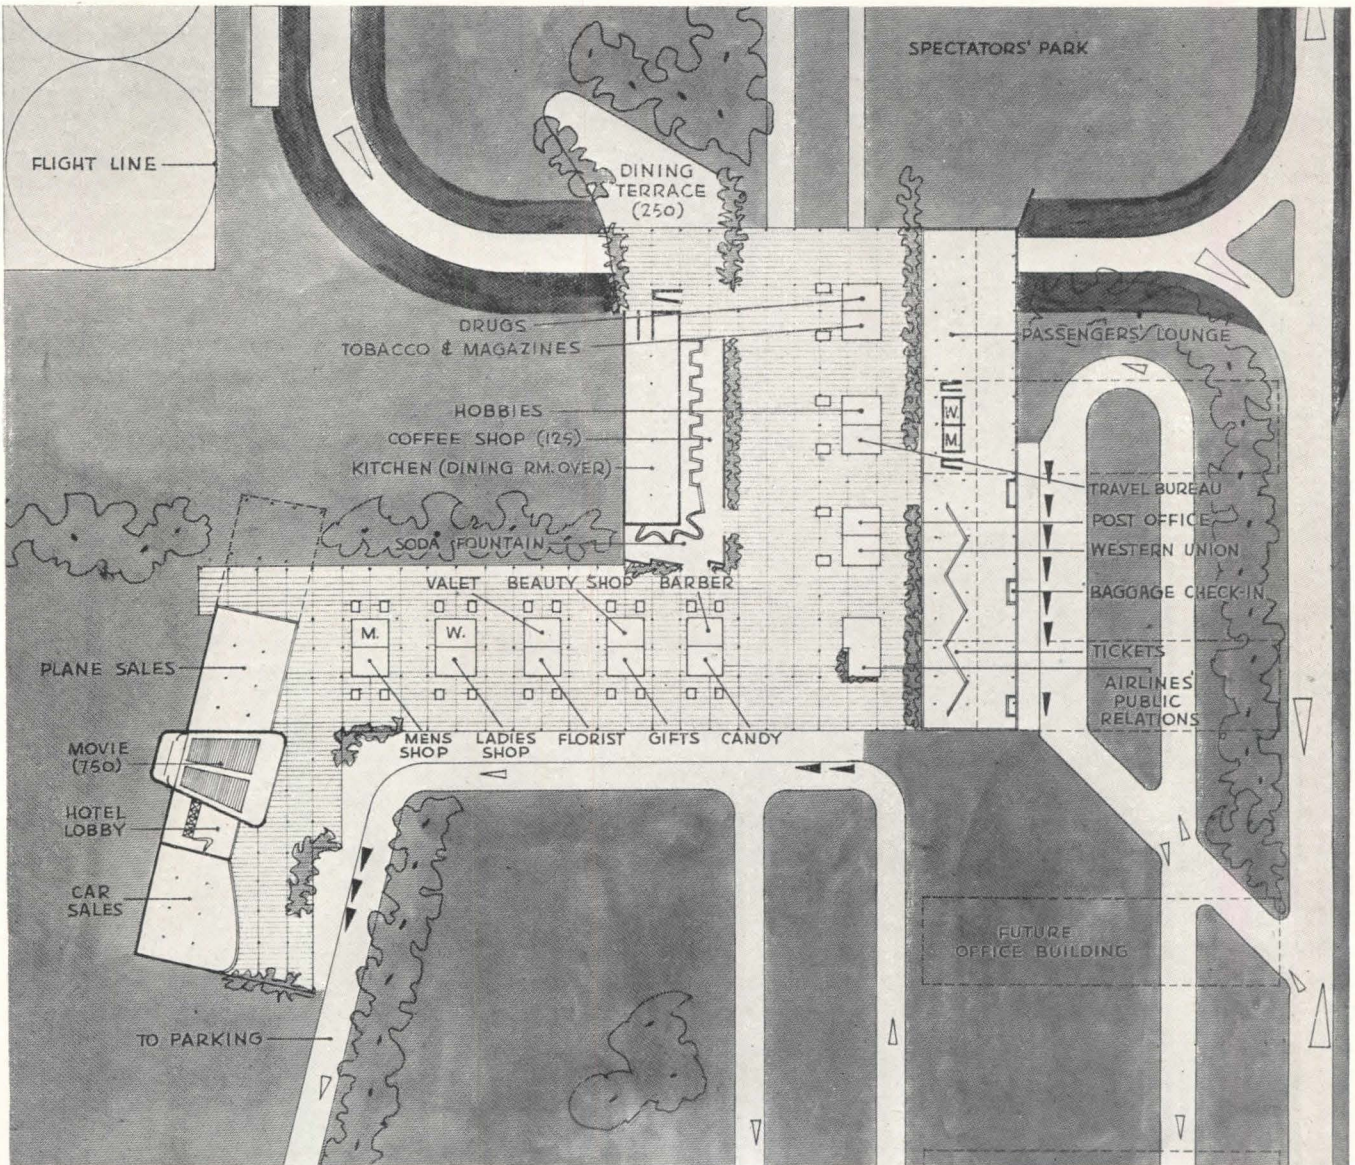 SPECTATORS' PARK
FLIGHT LINE
DINING
TERRACE
(250)
DRUGS
TOBACCO & MAGAZINES
PASSENGERS' LOUNGE
HOBBIES
W.
COFFEE SHOP (125)
M.
KITCHEN (DINING RM. OVER)
TRAVEL BUREAU
POST OFFICE
SODA FOUNTAIN
WESTERN UNION
VALET
BEAUTY SHOP
BARBER
BAGGAGE CHECK-IN
M.
W.
TICKETS
PLANE SALES
AIRLINES'
PUBLIC
RELATIONS
MENS
SHOP
LADIES
SHOP
FLORIST
GIFTS
CANDY
MOVIE
(750)
HOTEL
LOBBY
CAR
SALES
FUTURE
OFFICE BUILDING
TO PARKING